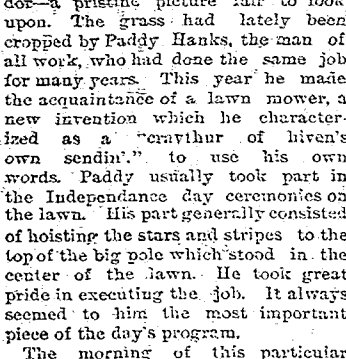 dor—a pristine picture fair to look
upon. The grass had lately been
cropped by Paddy Hanks, the man of
all work, who had done the same job
for many years. This year he made
the acquaintance of a lawn mower, a
new invention which he character-
ized as a "craythur of hiven's
own sendin'." to use his own
words. Paddy usually took part in
the Independance day ceremonies on
the lawn. His part generally consisted
of hoisting the stars and stripes to the
top of the big pole which stood in the
center of the lawn. He took great
pride in executing the job. It always
seemed to him the most important
piece of the day's program.
The morning of this particular